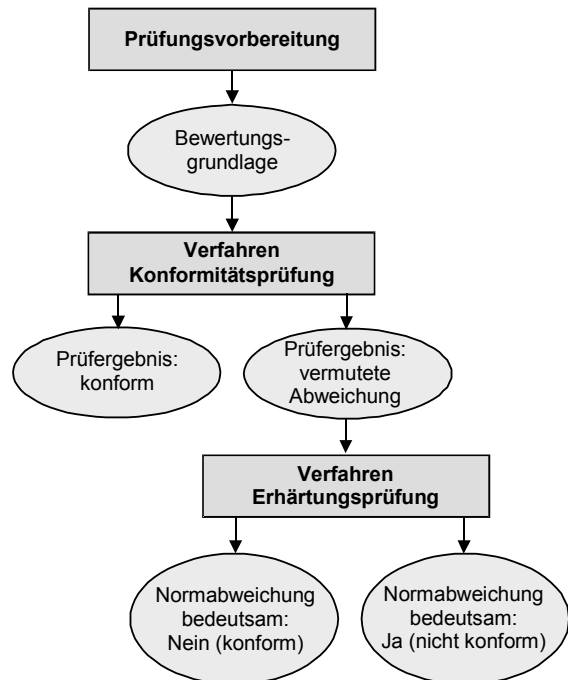 Prüfungsvorbereitung
Bewertungs-
grundlage
Verfahren
Konformitätsprüfung
Prüfergebnis:
konform
Prüfergebnis:
vermutete
Abweichung
Verfahren
Erhärtungsprüfung
Normabweichung
bedeutsam:
Nein (konform)
Normabweichung
bedeutsam:
Ja (nicht konform)